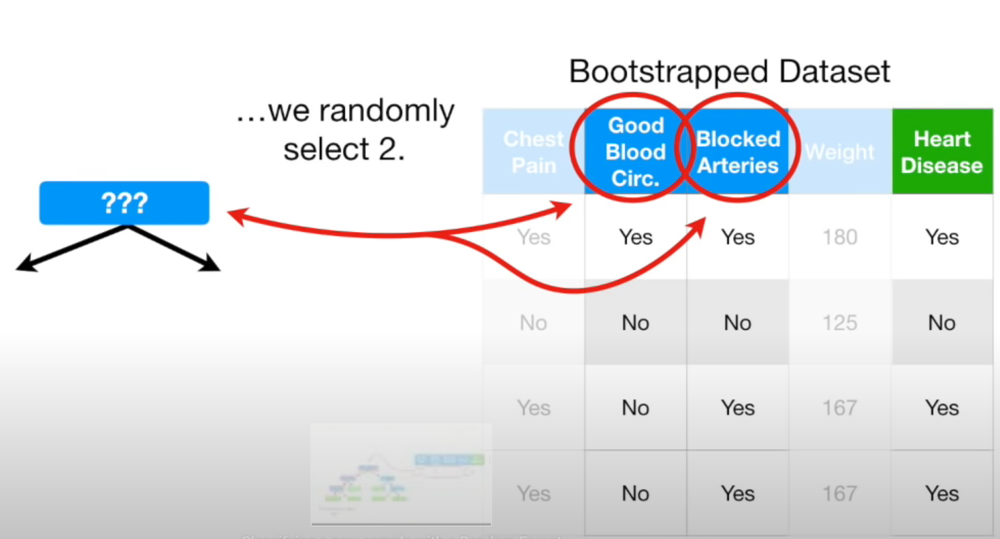 Bootstrapped Dataset
...we randomly
select 2.
???
Chest
Pain
Good
Blood
Circ.
Blocked
Arteries
Weight
Heart
Disease
Yes Yes Yes 180 Yes
No No No 125 No
Yes No Yes 167 Yes
Yes No Yes 167 Yes